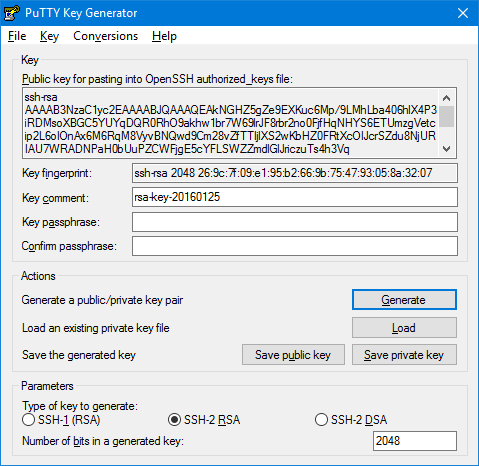 PuTTY Key Generator
File Key Conversions Help
Key
Public key for pasting into OpenSSH authorized_keys file:
ssh-rsa
AAAAB3NzaC1yc2EAAAABJQAAAQEAkNGHZ5gZe9EXKuc6Mp/9LMhLba406hIX4P3
iRDMsoXBGC5YUYqDQR0RhO9akhw1br7W69lrJF8rbr2no0FjfHqNHYS6ETUmzgVetc
ip2L6oIOnAx6M6RqM8VyvBNQwd9Cm28vZfTTIjlXS2wKbHZ0FRtXcOIJcrSZdu8NjUR
IAU7WRADNPaH0bUuPZCWFjgE5cYFLSWZZmdlGlJriczuTs4h3Vq
Key fingerprint: ssh-rsa 2048 26:9c:7f:09:e1:95:b2:66:9b:75:47:93:05:8a:32:07
Key comment: rsa-key-20160125
Key passphrase:
Confirm passphrase:
Actions
Generate a public/private key pair Generate
Load an existing private key file Load
Save the generated key Save public key Save private key
Parameters
Type of key to generate:
SSH-1 (RSA) SSH-2 RSA SSH-2 DSA
Number of bits in a generated key: 2048